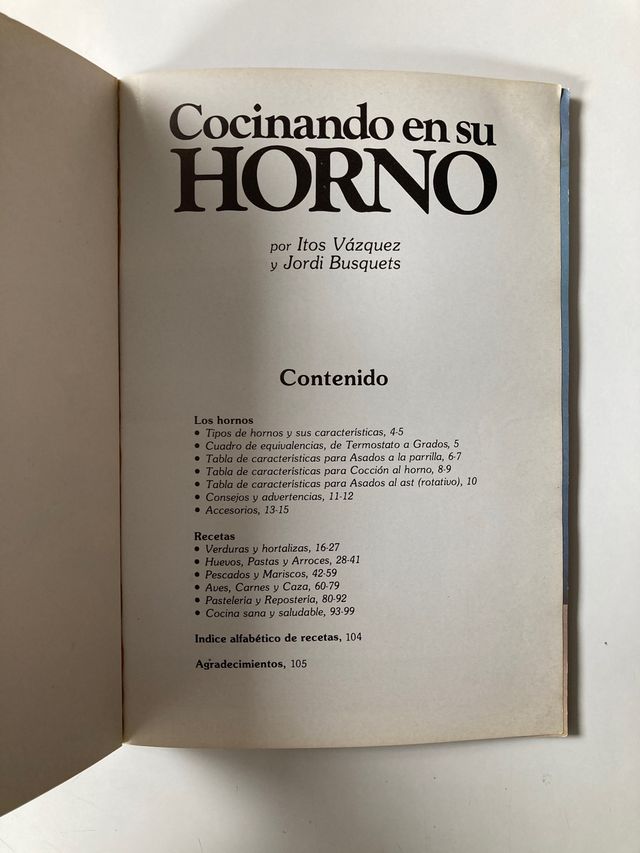 Cocinando en su
HORNO
por Itos Vázquez
y Jordi Busquets
Contenido
Los hornos
• Tipos de hornos y sus características, 4-5
• Cuadro de equivalencias, de Termostato a Grados, 5
• Tabla de características para Asados a la parrilla, 6-7
• Tabla de características para Cocción al horno, 8-9
• Tabla de características para Asados al ast (rotativo), 10
• Consejos y advertencias, 11-12
• Accesorios, 13-15
Recetas
• Verduras y hortalizas, 16-27
• Huevos, Pastas y Arroces, 28-41
• Pescados y Mariscos, 42-59
• Aves, Carnes y Caza, 60-79
• Pastelería y Repostería, 80-92
• Cocina sana y saludable, 93-99
Indice alfabético de recetas, 104
Agradecimientos, 105